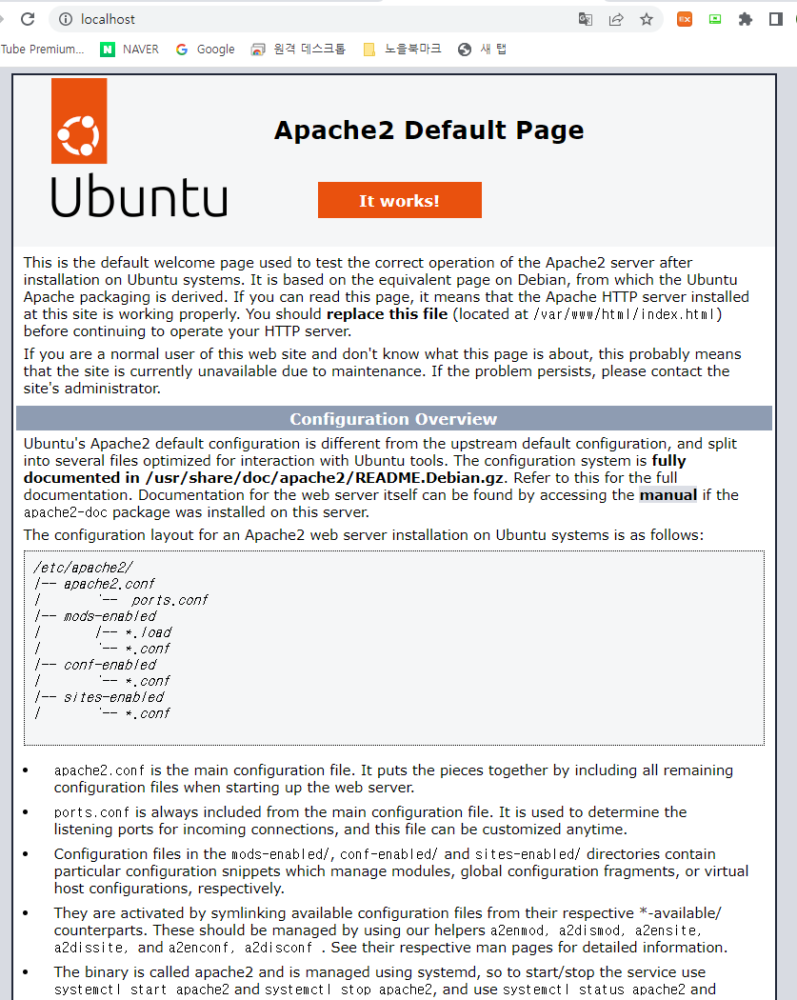 localhost
Tube Premium... NAVER Google 원격 데스크톱 노을북마크 새 탭
Ubuntu
Apache2 Default Page
It works!
This is the default welcome page used to test the correct operation of the Apache2 server after
installation on Ubuntu systems. It is based on the equivalent page on Debian, from which the Ubuntu
Apache packaging is derived. If you can read this page, it means that the Apache HTTP server installed
at this site is working properly. You should replace this file (located at /var/www/html/index.html)
before continuing to operate your HTTP server.
If you are a normal user of this web site and don't know what this page is about, this probably means
that the site is currently unavailable due to maintenance. If the problem persists, please contact the
site's administrator.
Configuration Overview
Ubuntu's Apache2 default configuration is different from the upstream default configuration, and split
into several files optimized for interaction with Ubuntu tools. The configuration system is fully
documented in /usr/share/doc/apache2/README.Debian.gz. Refer to this for the full
documentation. Documentation for the web server itself can be found by accessing the manual if the
apache2-doc package was installed on this server.
The configuration layout for an Apache2 web server installation on Ubuntu systems is as follows:
/etc/apache2/
|-- apache2.conf
|       `--  ports.conf
|-- mods-enabled
|       |-- *.load
|       `-- *.conf
|-- conf-enabled
|       `-- *.conf
|-- sites-enabled
|       `-- *.conf
• apache2.conf is the main configuration file. It puts the pieces together by including all remaining
configuration files when starting up the web server.
• ports.conf is always included from the main configuration file. It is used to determine the
listening ports for incoming connections, and this file can be customized anytime.
• Configuration files in the mods-enabled/, conf-enabled/ and sites-enabled/ directories contain
particular configuration snippets which manage modules, global configuration fragments, or virtual
host configurations, respectively.
• They are activated by symlinking available configuration files from their respective *-available/
counterparts. These should be managed by using our helpers a2enmod, a2dismod, a2ensite,
a2dissite, and a2enconf, a2disconf . See their respective man pages for detailed information.
• The binary is called apache2 and is managed using systemd, so to start/stop the service use
systemctl start apache2 and systemctl stop apache2, and use systemctl status apache2 and